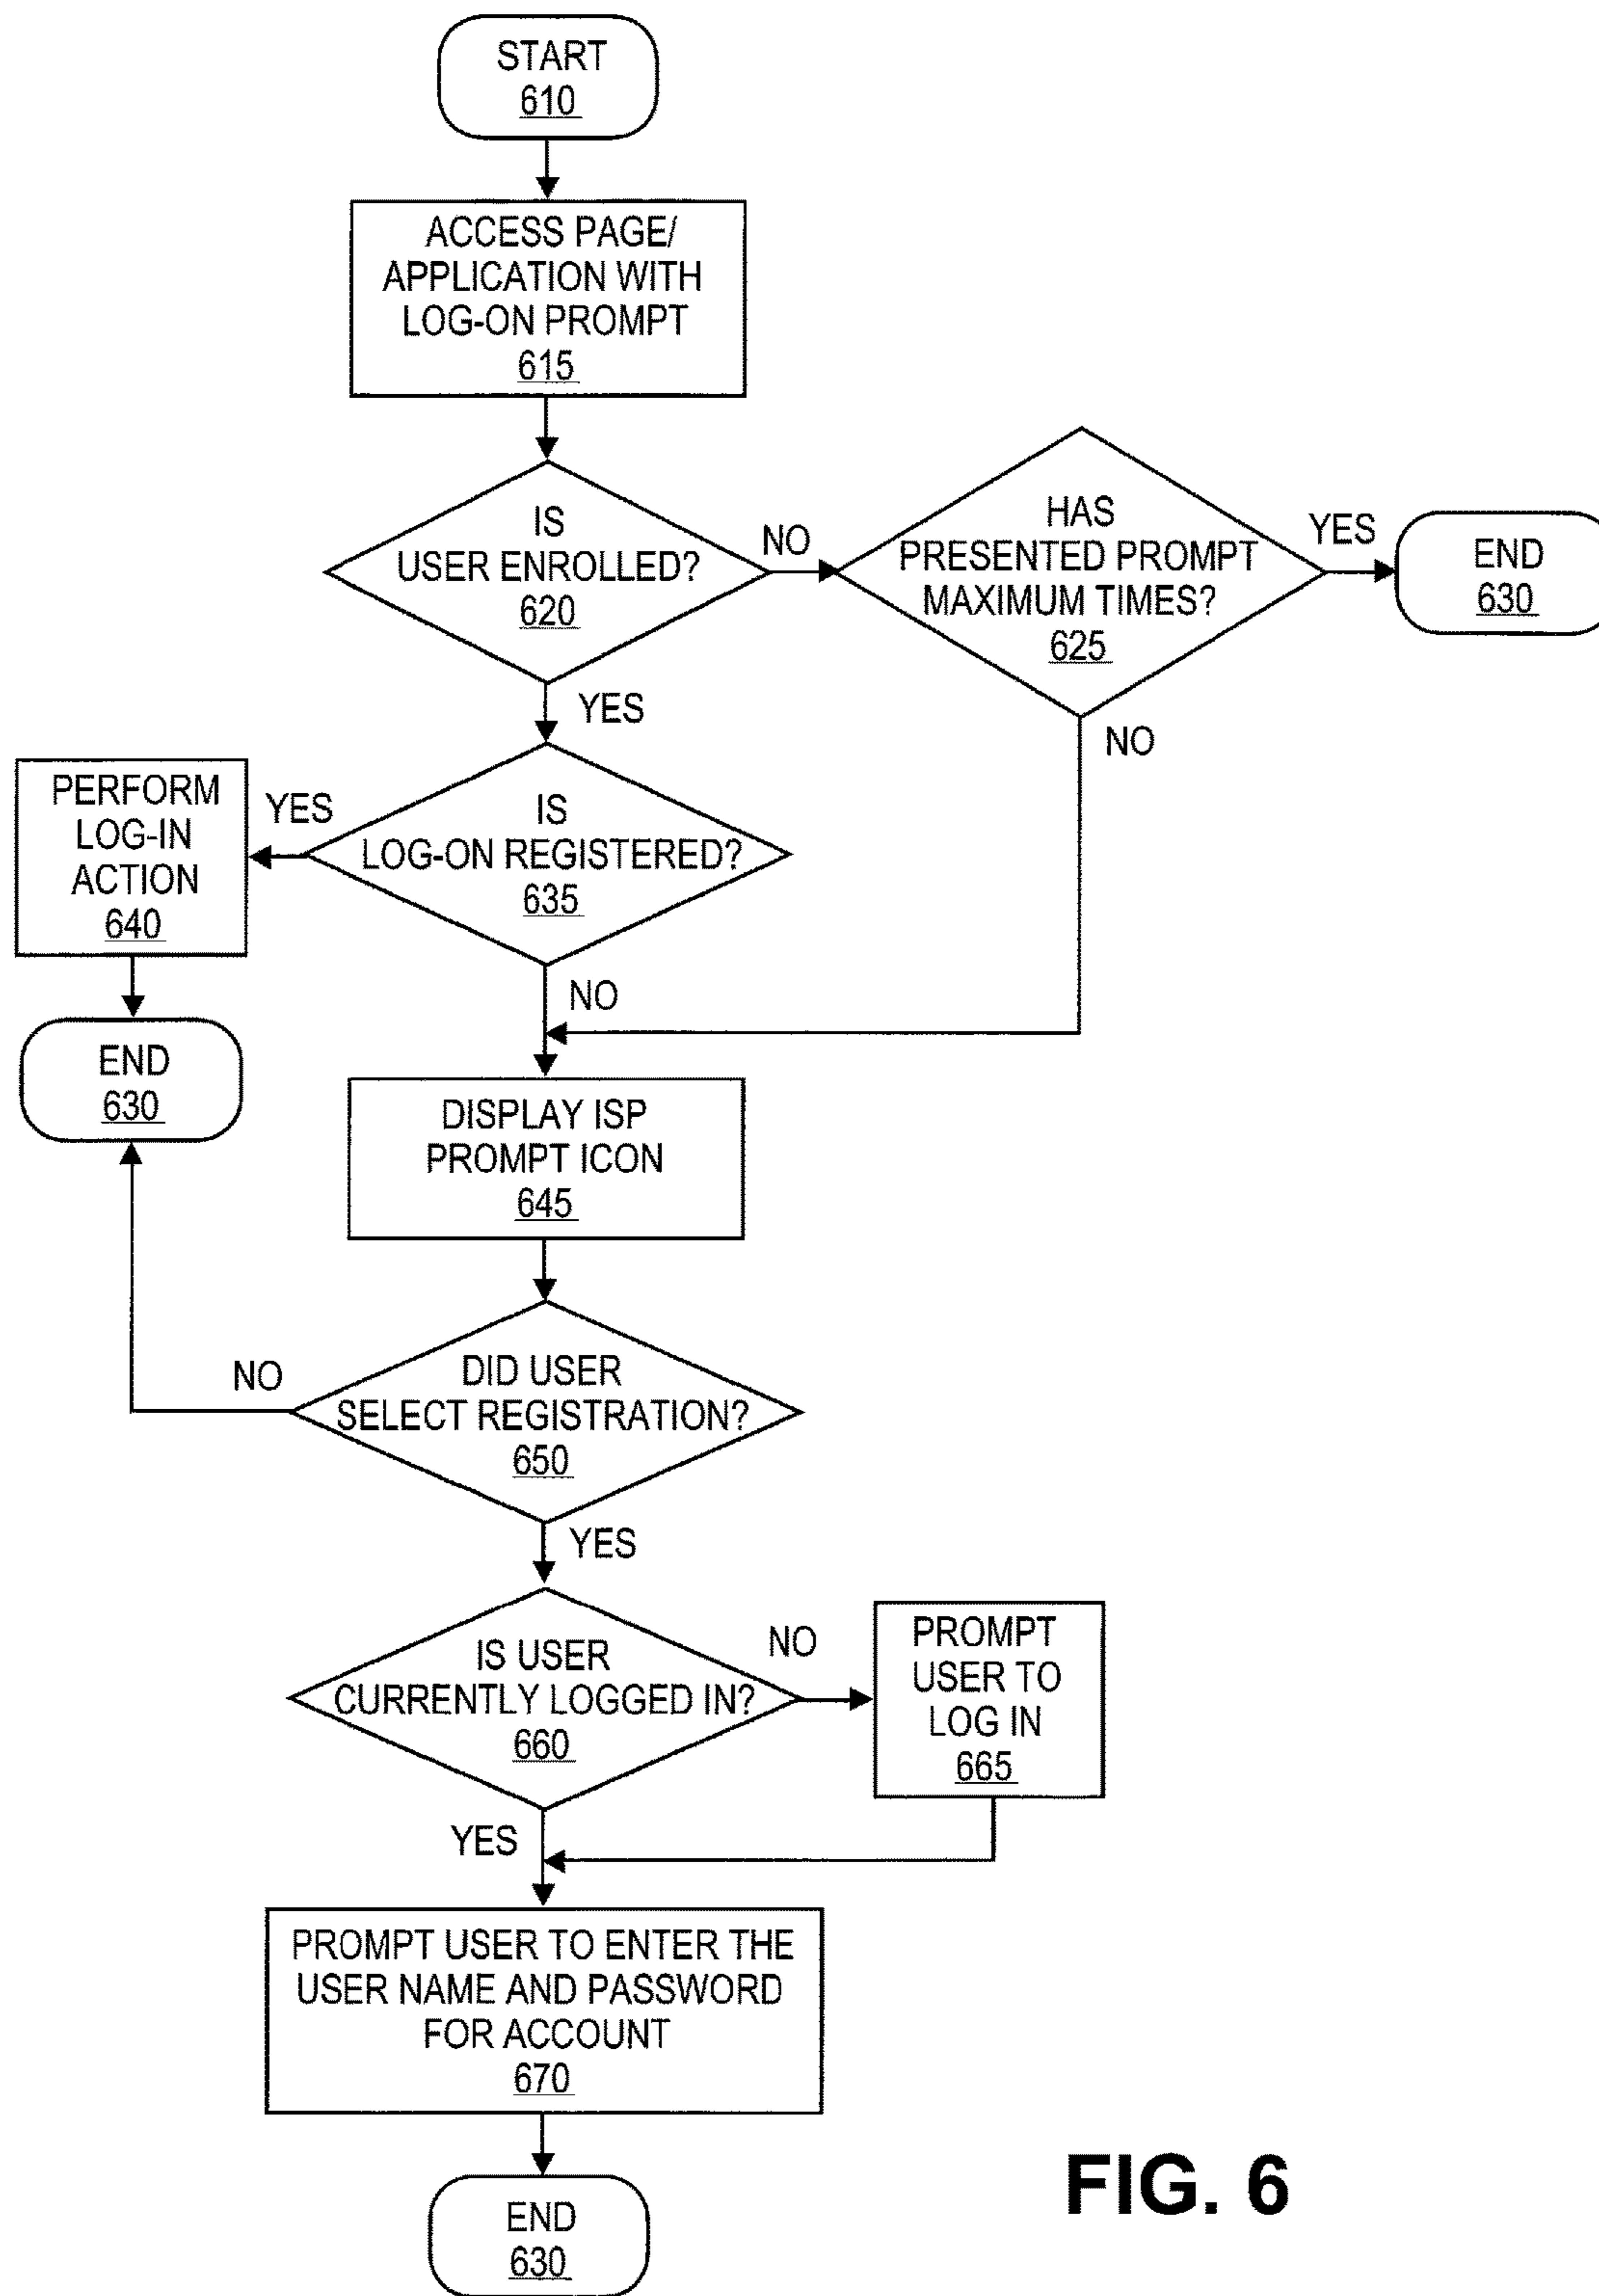 START
610
ACCESS PAGE/
APPLICATION WITH
LOG-ON PROMPT
615
IS
USER ENROLLED?
620
NO
HAS
PRESENTED PROMPT
MAXIMUM TIMES?
625
YES
END
630
NO
YES
IS
LOG-ON REGISTERED?
635
YES
PERFORM
LOG-IN
ACTION
640
END
630
NO
DISPLAY ISP
PROMPT ICON
645
DID USER
SELECT REGISTRATION?
650
NO
YES
IS USER
CURRENTLY LOGGED IN?
660
NO
PROMPT
USER TO
LOG IN
665
YES
PROMPT USER TO ENTER THE
USER NAME AND PASSWORD
FOR ACCOUNT
670
END
630
FIG. 6